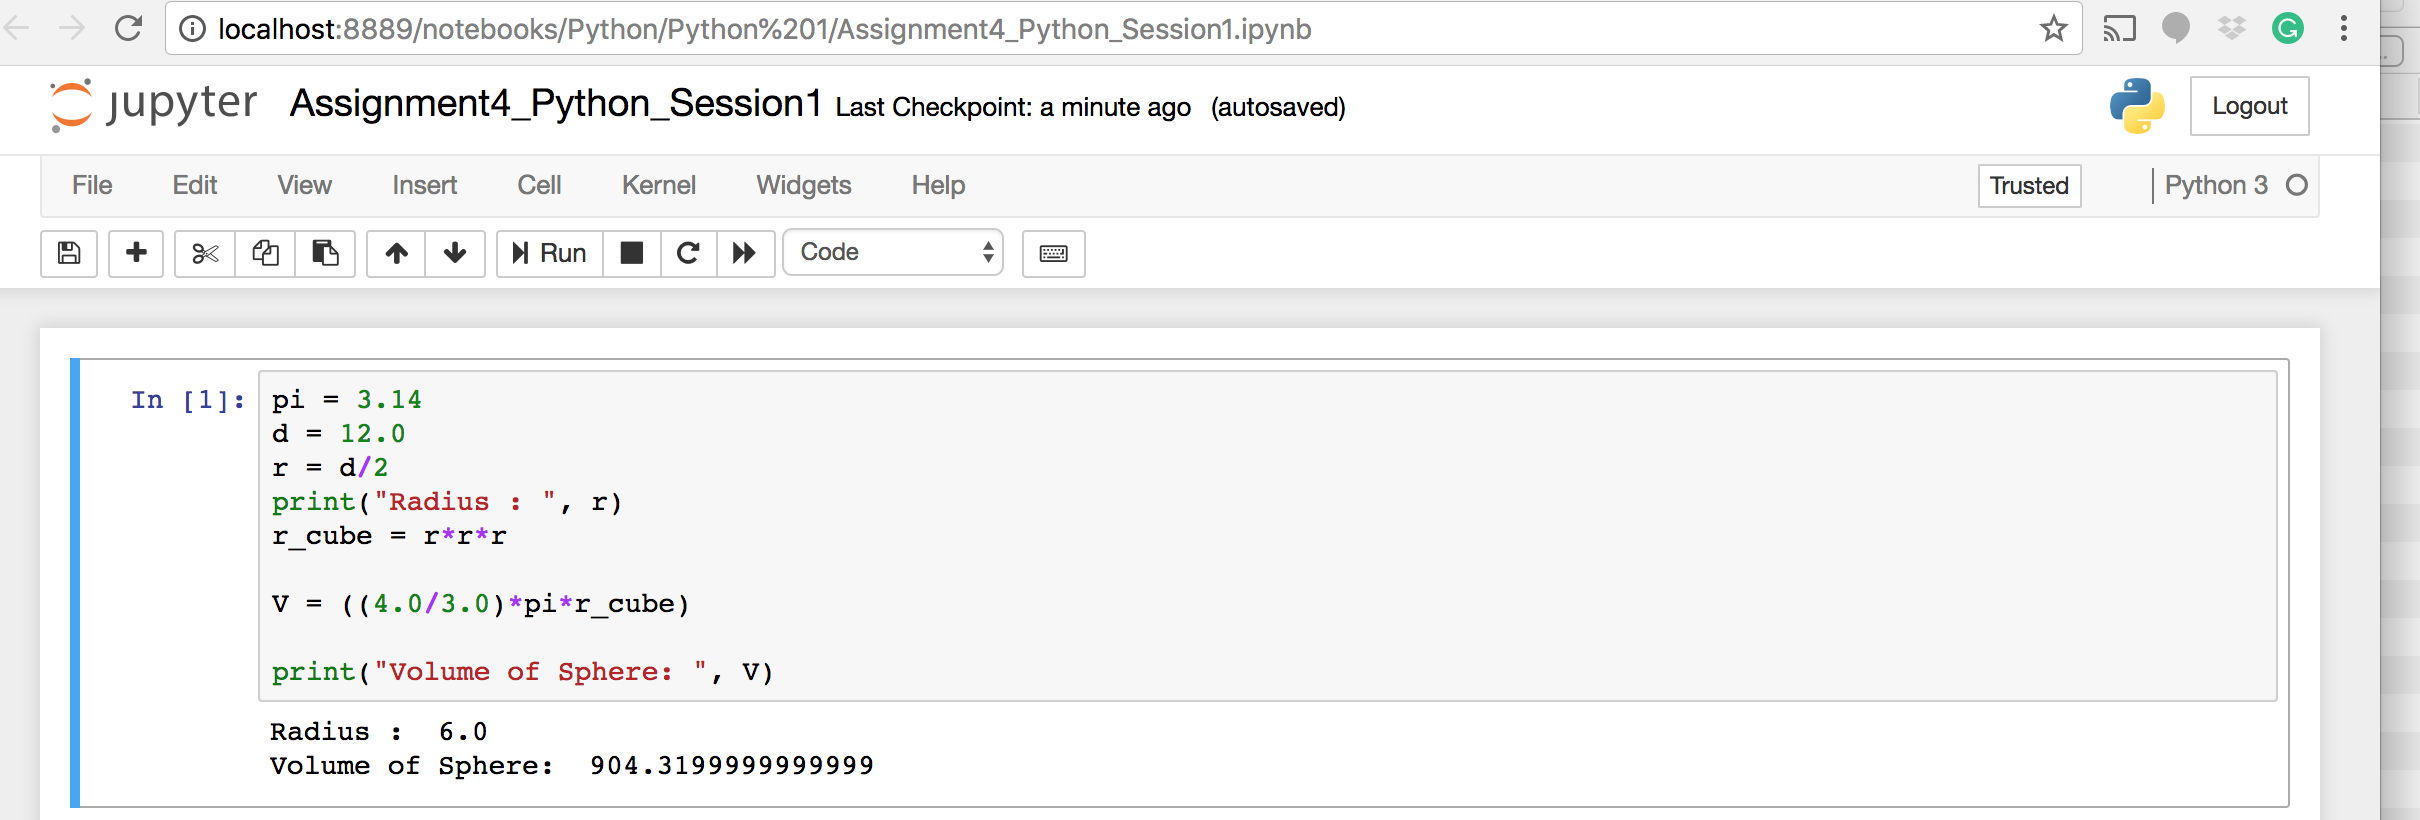 localhost:8889/notebooks/Python/Python%201/Assignment4_Python_Session1.ipynb
jupyter Assignment4_Python_Session1 Last Checkpoint: a minute ago (autosaved) Logout
File Edit View Insert Cell Kernel Widgets Help Trusted Python 3
Run Code
In [1]: pi = 3.14
d = 12.0
r = d/2
print("Radius : ", r)
r_cube = r*r*r
V = ((4.0/3.0)*pi*r_cube)
print("Volume of Sphere: ", V)
Radius :  6.0
Volume of Sphere:  904.3199999999999